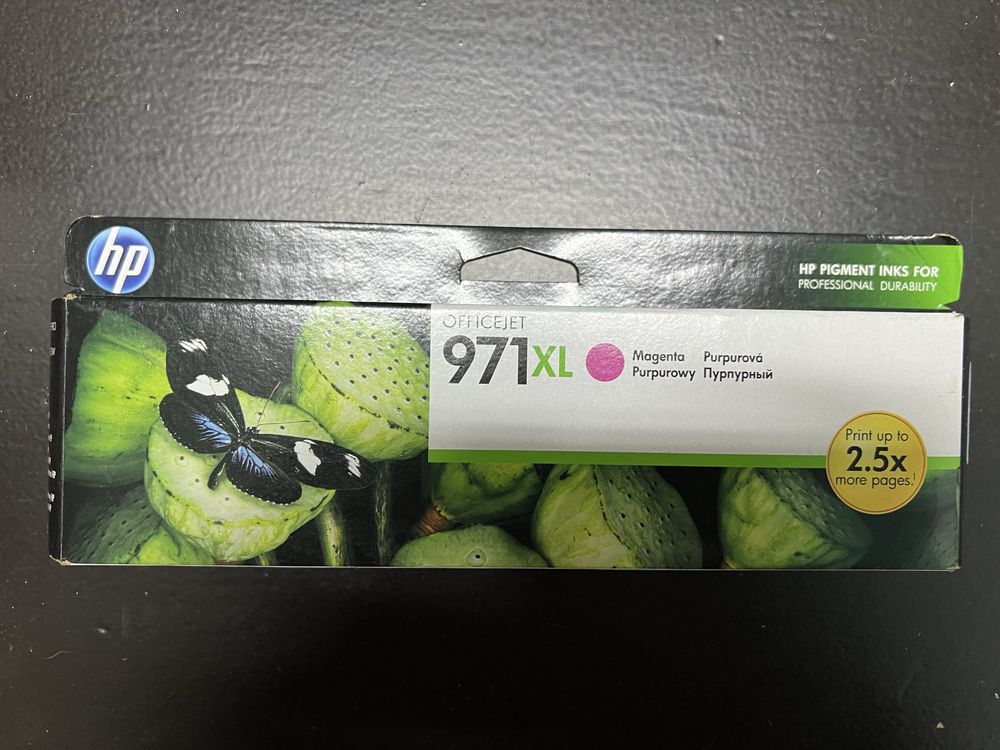 hp
HP PIGMENT INKS FOR
PROFESSIONAL DURABILITY
OFFICEJET
971XL
Magenta Purpurová
Purpurowy Пурпурный
Print up to
2.5x
more pages.¹